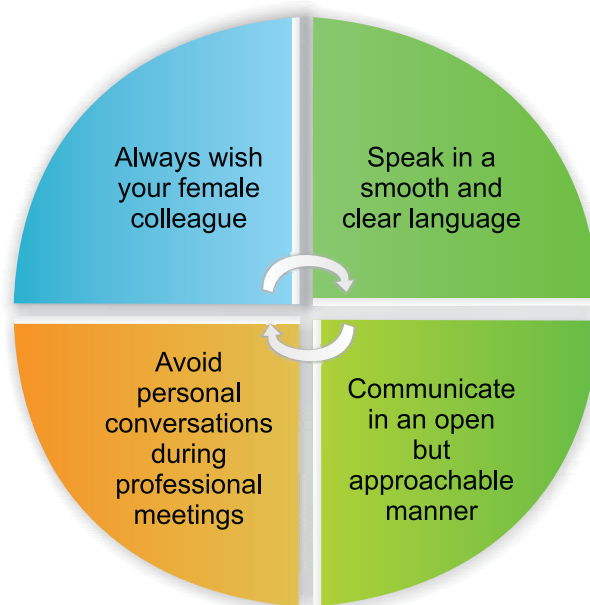 Always wish
your female
colleague
Speak in a
smooth and
clear language
Avoid
personal
conversations
during
professional
meetings
Communicate
in an open
but
approachable
manner